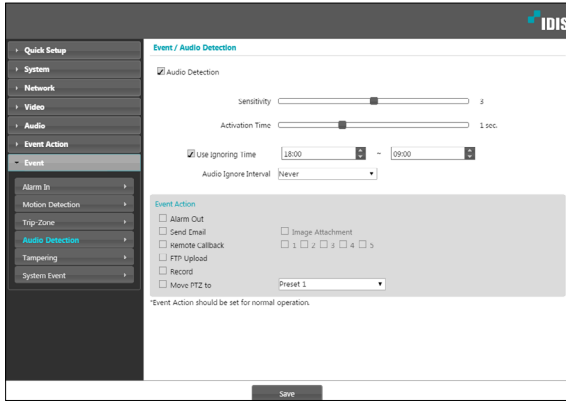 IDIS
Quick Setup
System
Network
Video
Audio
Event Action
Event
Alarm In
Motion Detection
Trip-Zone
Audio Detection
Tampering
System Event
Event / Audio Detection
Audio Detection
Sensitivity 3
Activation Time 1 sec.
Use Ignoring Time 18:00 ~ 09:00
Audio Ignore Interval Never
Event Action
Alarm Out
Send Email Image Attachment
Remote Callback 1 2 3 4 5
FTP Upload
Record
Move PTZ to Preset 1
*Event Action should be set for normal operation.
Save